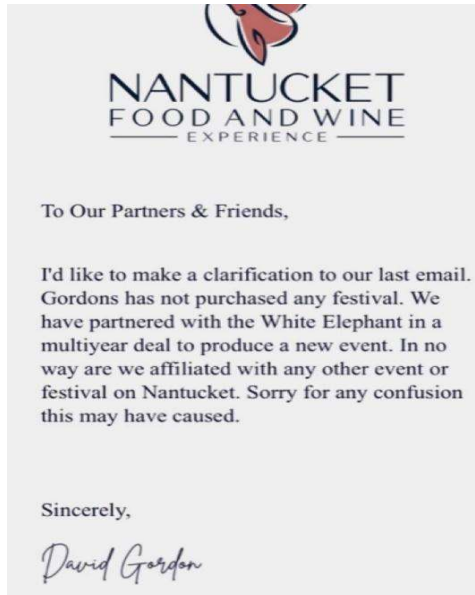 NANTUCKET
FOOD AND WINE
EXPERIENCE
To Our Partners & Friends,
I'd like to make a clarification to our last email.
Gordons has not purchased any festival. We
have partnered with the White Elephant in a
multiyear deal to produce a new event. In no
way are we affiliated with any other event or
festival on Nantucket. Sorry for any confusion
this may have caused.
Sincerely,
David Gordon